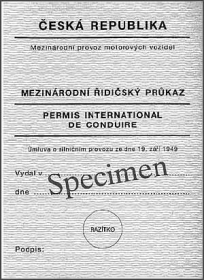 ČESKÁ REPUBLIKA
Mezinárodní provoz motorových vozidel
MEZINÁRODNÍ ŘIDIČSKÝ PRŮKAZ
PERMIS INTERNATIONAL
DE CONDUIRE
Úmluva o silničním provozu ze dne 19. září 1949
Vydal v
Specimen
dne
RAZÍTKO
Podpis: